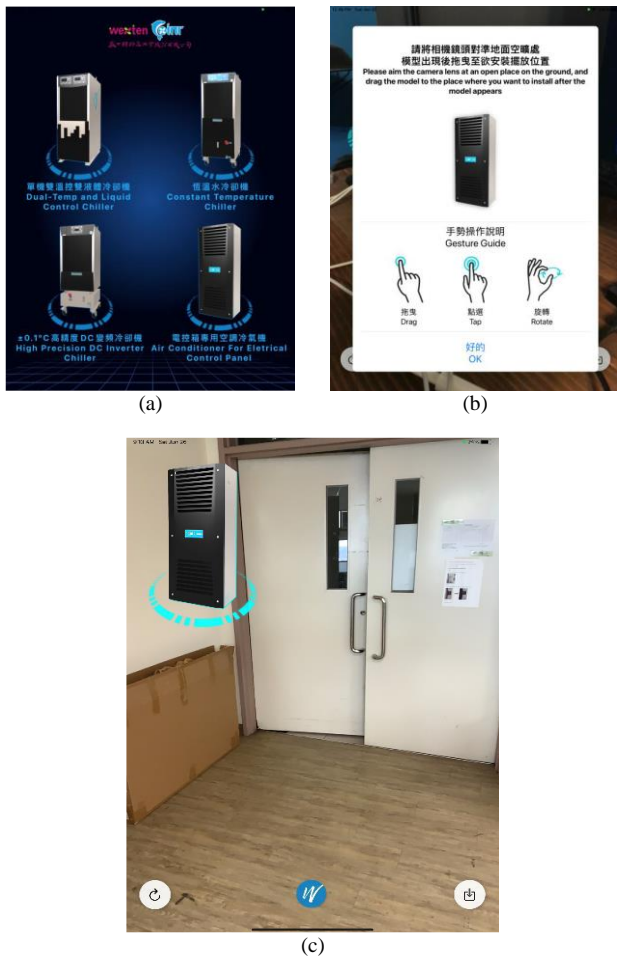 wexten
單機雙溫控雙液體冷卻機
Dual-Temp and Liquid
Control Chiller
恆溫水冷卻機
Constant Temperature
Chiller
±0.1°C高精度DC變頻冷卻機
High Precision DC Inverter
Chiller
電控箱專用空調冷氣機
Air Conditioner For Eletrical
Control Panel
(a)
請將相機鏡頭對準地面空曠處
模型出現後拖曳至欲安裝擺放位置
Please aim the camera lens at an open place on the ground, and
drag the model to the place where you want to install after the
model appears
手勢操作說明
Gesture Guide
拖曳
Drag
點選
Tap
旋轉
Rotate
好的
OK
(b)
9:10 AM Sat Jun 26
W
(c)